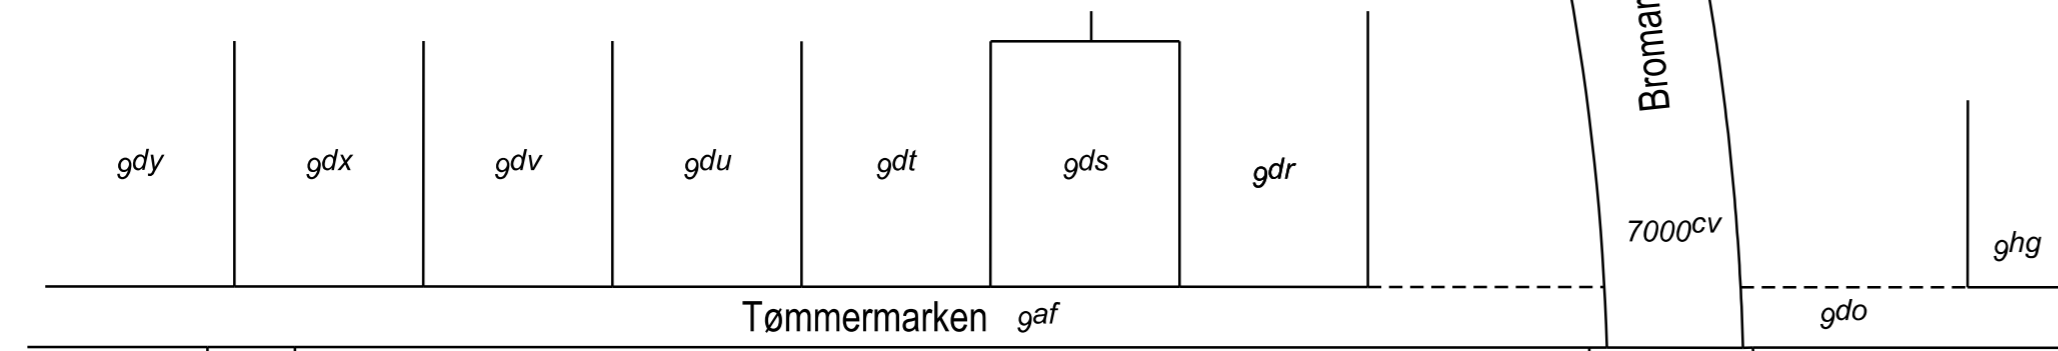 9dy
9dx
9dv
9du
9dt
9ds
9dr
Bromar
7000cv
9hg
Tømmermarken 9af
9do